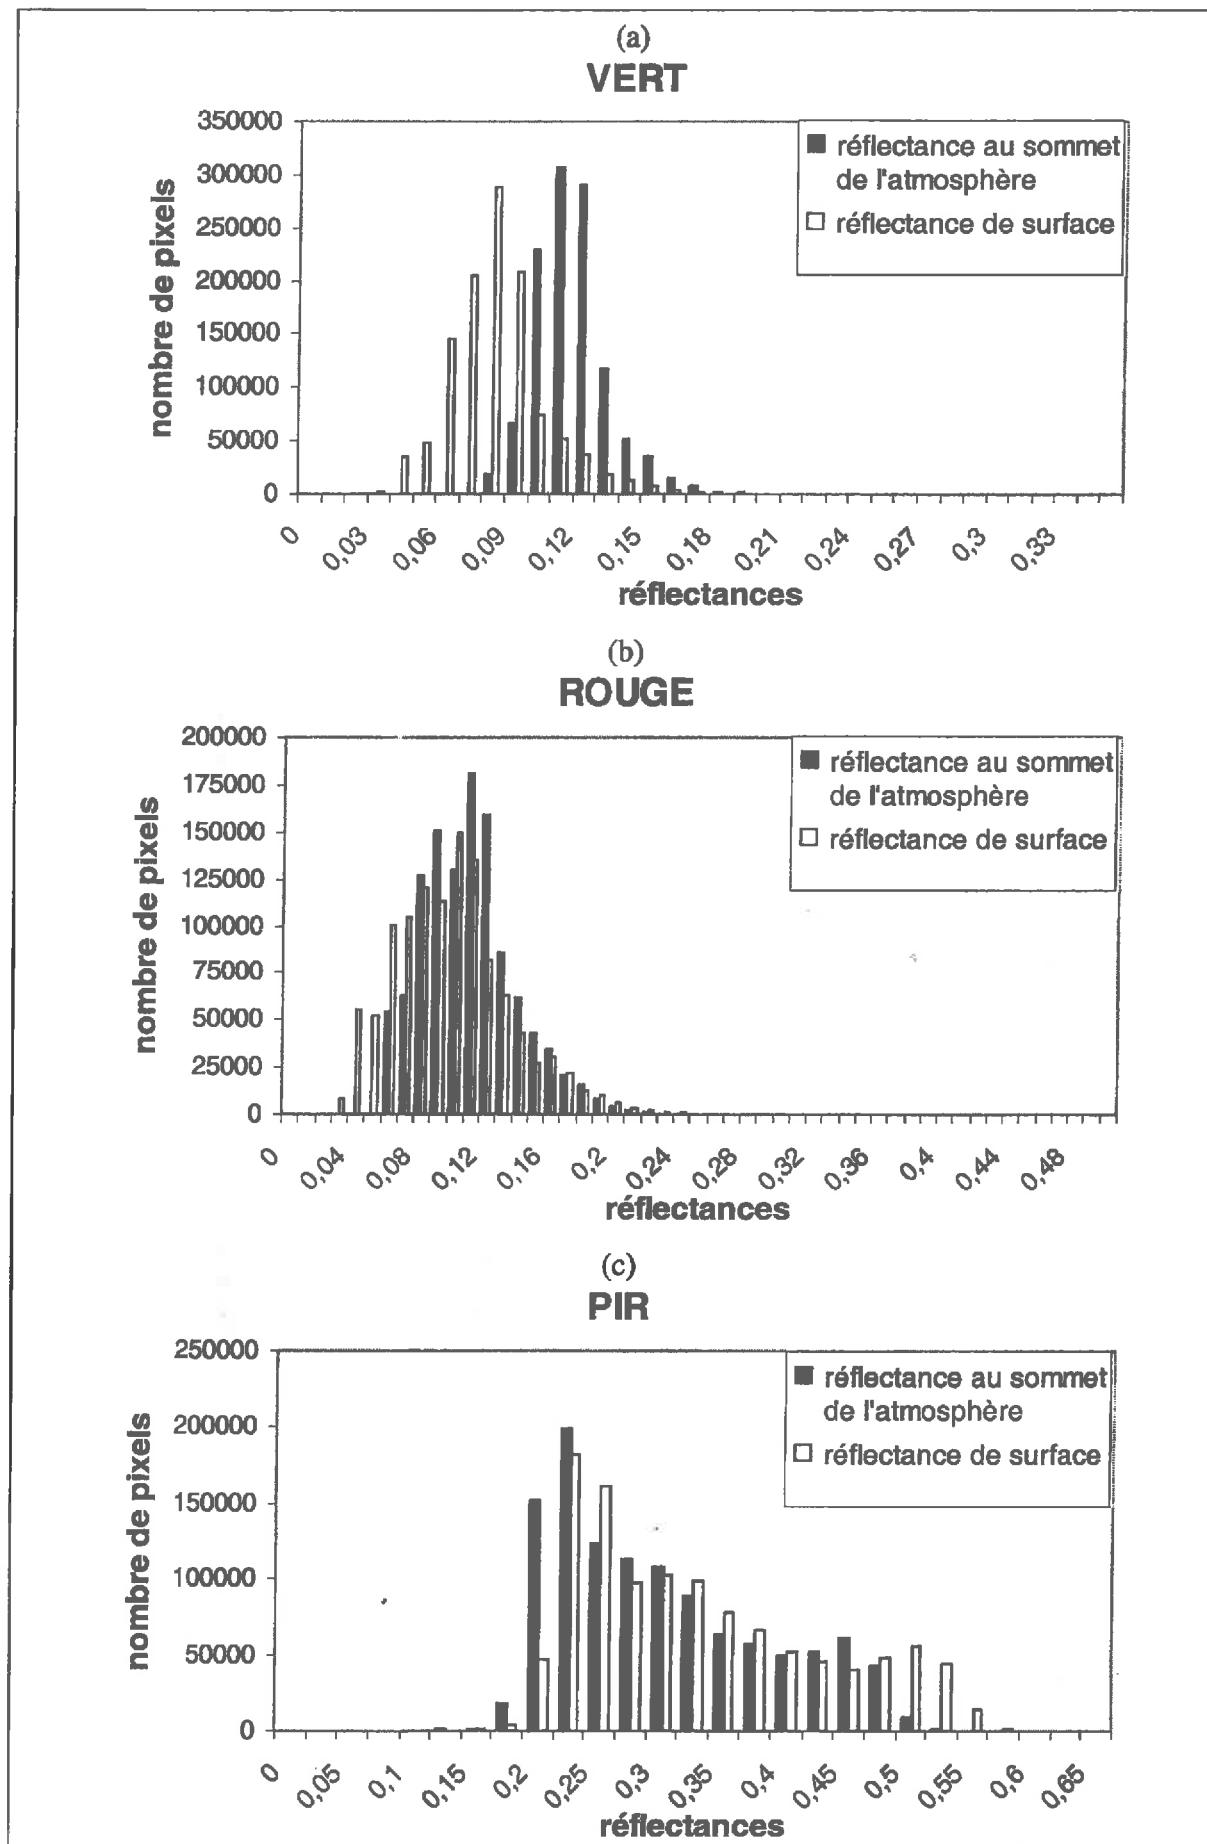 (a)
VERT
350000
300000
250000
200000
150000
100000
50000
0
nombre de pixels
réflectance au sommet
de l'atmosphère
réflectance de surface
0
0,03
0,06
0,09
0,12
0,15
0,18
0,21
0,24
0,27
0,3
0,33
réflectances
(b)
ROUGE
200000
175000
150000
125000
100000
75000
50000
25000
0
nombre de pixels
réflectance au sommet
de l'atmosphère
réflectance de surface
0
0,04
0,08
0,12
0,16
0,2
0,24
0,28
0,32
0,36
0,4
0,44
0,48
réflectances
(c)
PIR
250000
200000
150000
100000
50000
0
nombre de pixels
réflectance au sommet
de l'atmosphère
réflectance de surface
0
0,05
0,1
0,15
0,2
0,25
0,3
0,35
0,4
0,45
0,5
0,55
0,6
0,65
réflectances